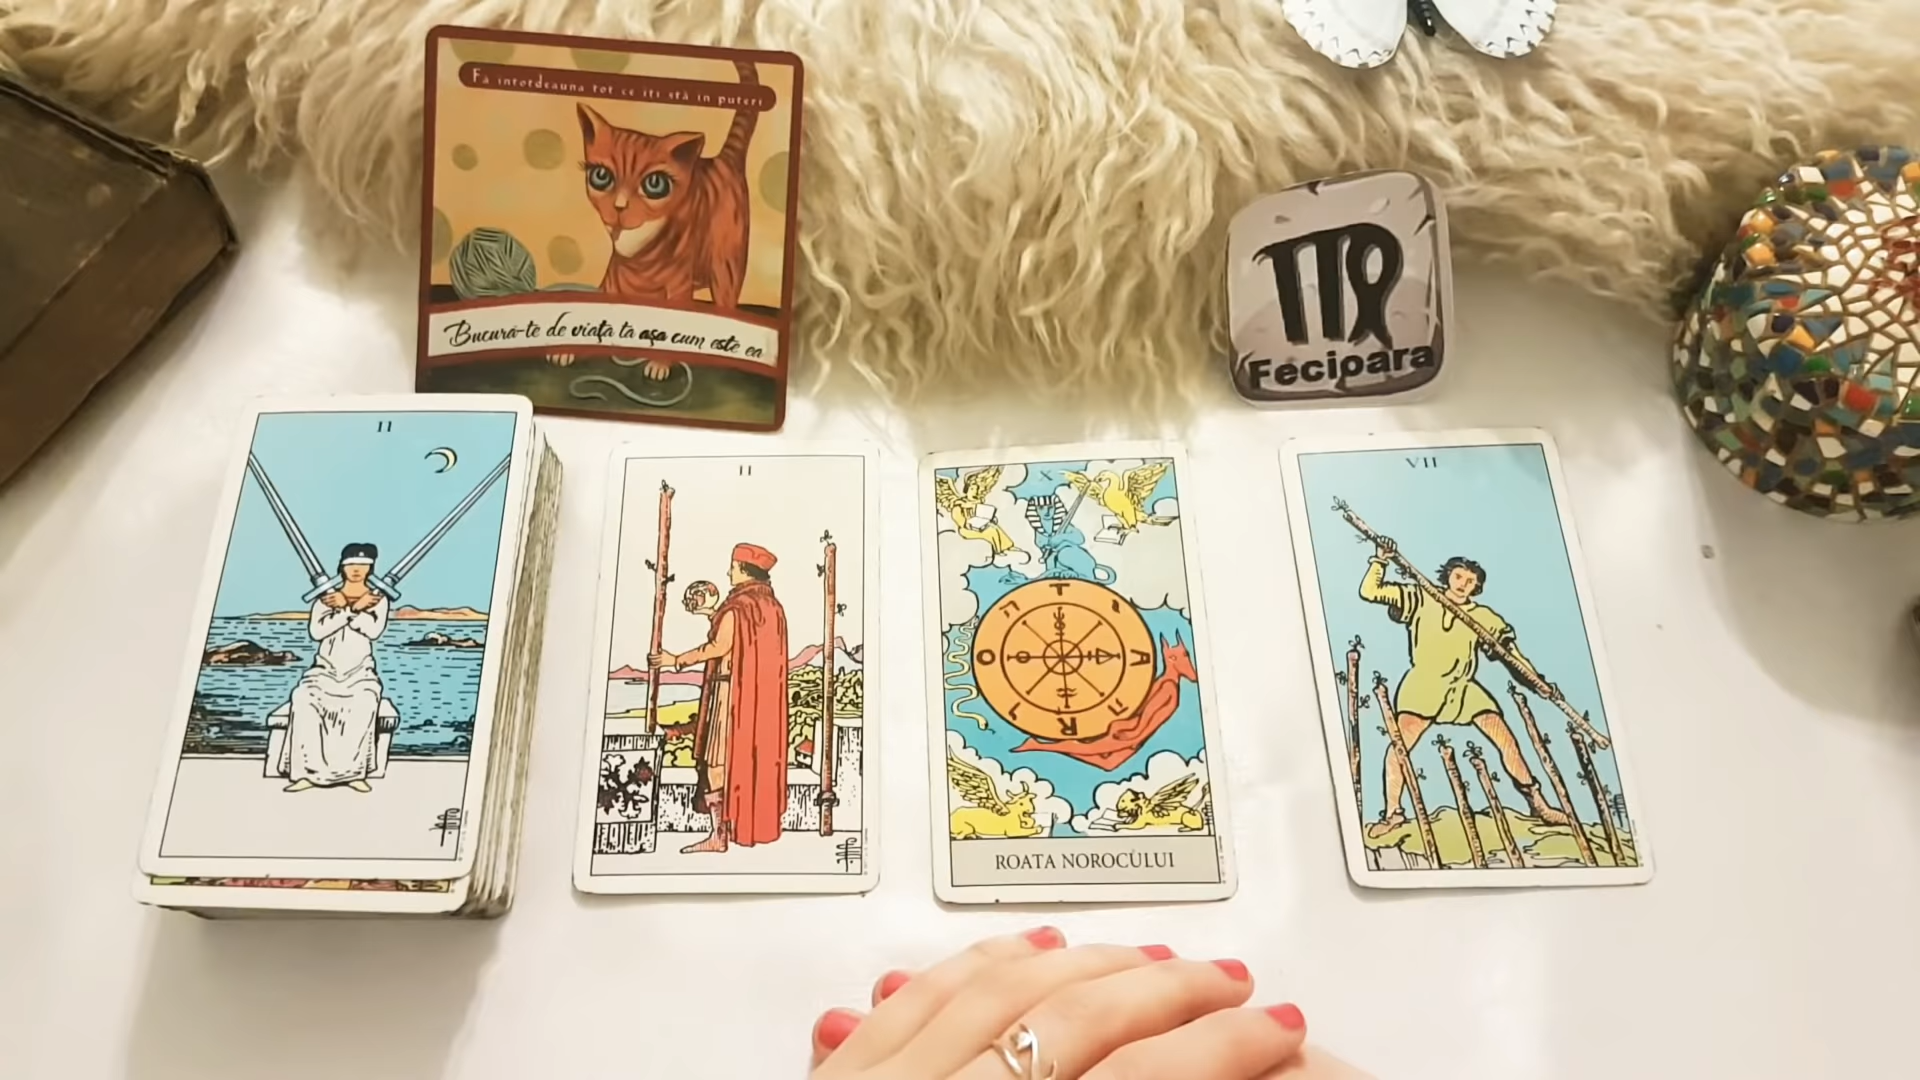 Fă intotdeauna tot ce iti stă in puteri
Bucură-te de viața ta așa cum este ea
Fecioara
II
II
X
VII
T
A
R
O
ROATA NOROCULUI